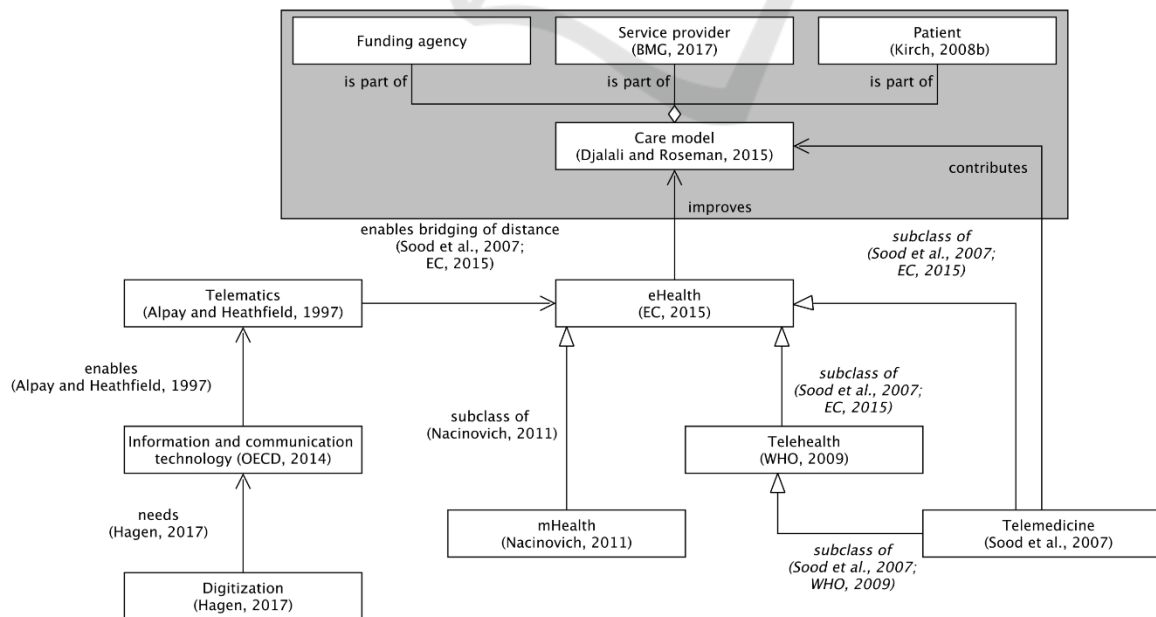 Funding agency
Service provider
(BMG, 2017)
Patient
(Kirch, 2008b)
is part of
is part of
is part of
Care model
(Djalali and Roseman, 2015)
contributes
improves
enables bridging of distance
(Sood et al., 2007;
EC, 2015)
subclass of
(Sood et al., 2007;
EC, 2015)
Telematics
(Alpay and Heathfield, 1997)
eHealth
(EC, 2015)
enables
(Alpay and Heathfield, 1997)
subclass of
(Sood et al., 2007;
EC, 2015)
subclass of
(Nacinovich, 2011)
Information and communication
technology (OECD, 2014)
Telehealth
(WHO, 2009)
needs
(Hagen, 2017)
mHealth
(Nacinovich, 2011)
Telemedicine
(Sood et al., 2007)
subclass of
(Sood et al., 2007;
WHO, 2009)
Digitization
(Hagen, 2017)